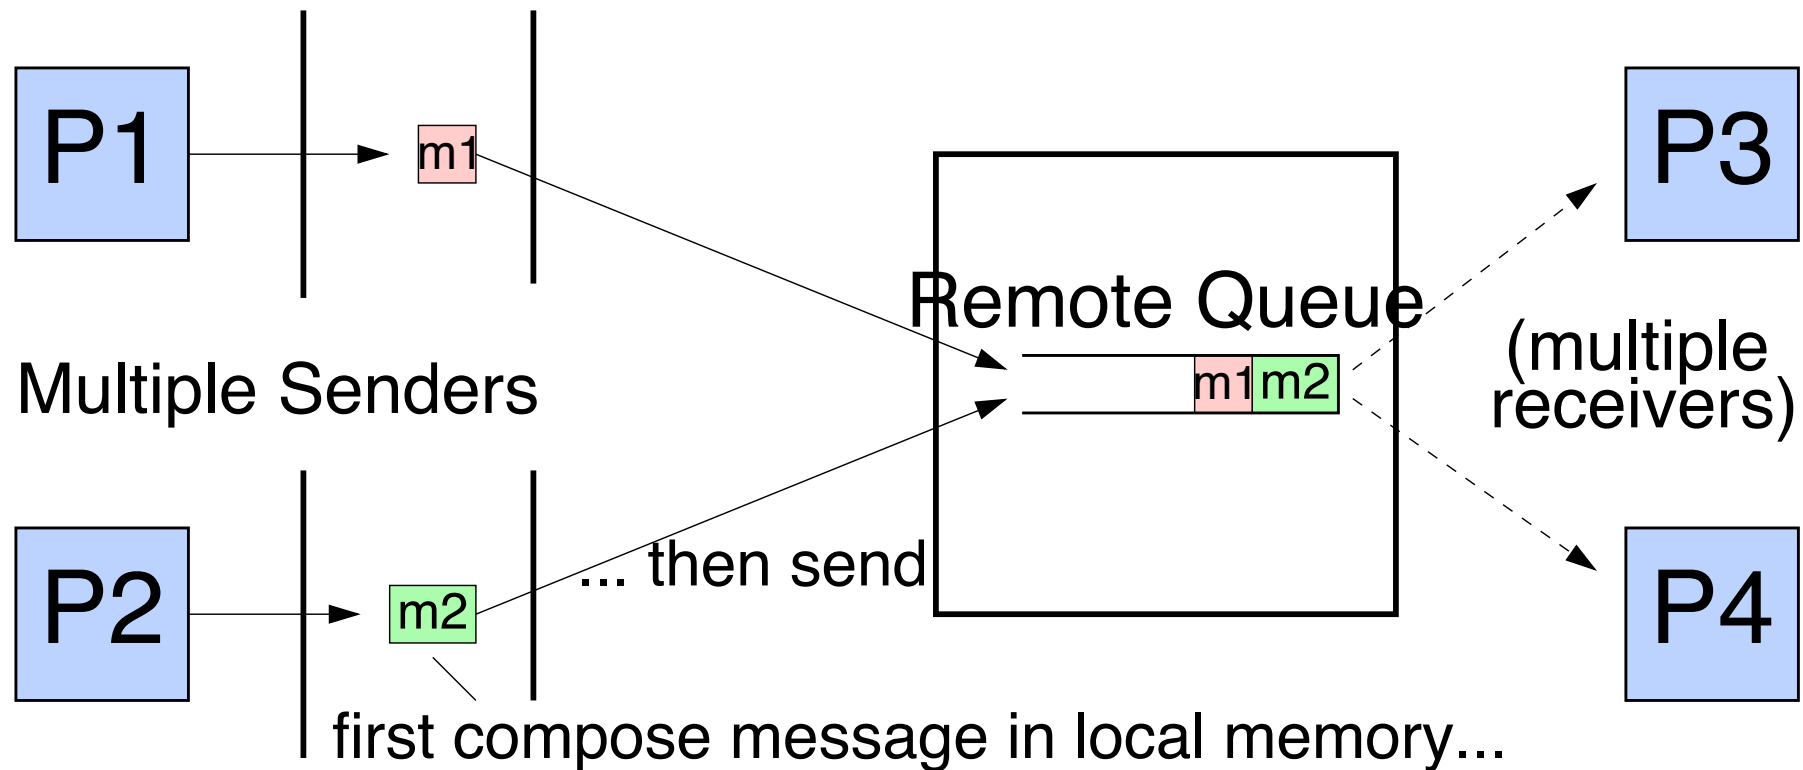 P1
m1
P3
Remote Queue
(multiple
receivers)
Multiple Senders
m1
m2
P2
m2
... then send
P4
first compose message in local memory...